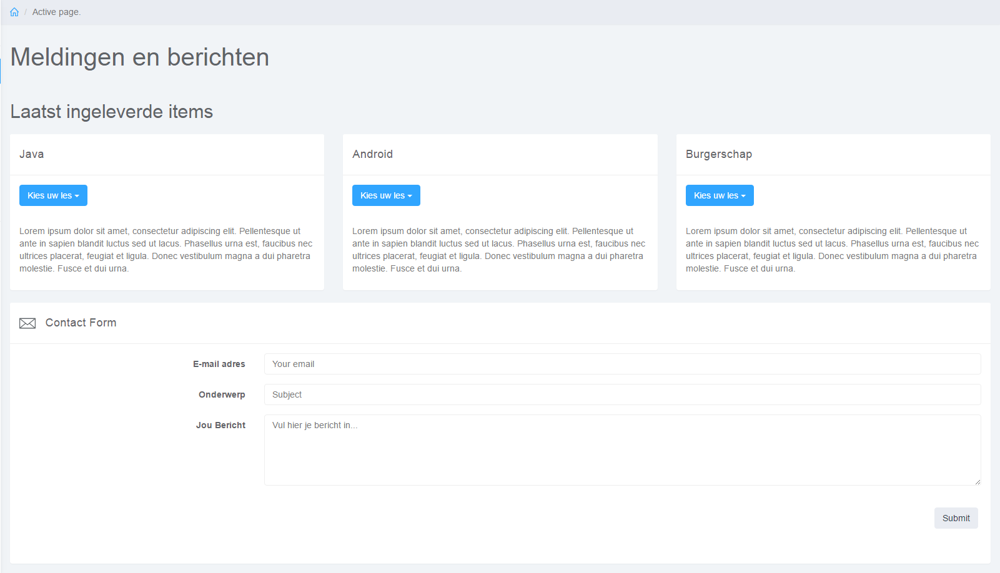 / Active page.
Meldingen en berichten
Laatst ingeleverde items
Java
Kies uw les
Lorem ipsum dolor sit amet, consectetur adipiscing elit. Pellentesque ut
ante in sapien blandit luctus sed ut lacus. Phasellus urna est, faucibus nec
ultrices placerat, feugiat et ligula. Donec vestibulum magna a dui pharetra
molestie. Fusce et dui urna.
Android
Kies uw les
Lorem ipsum dolor sit amet, consectetur adipiscing elit. Pellentesque ut
ante in sapien blandit luctus sed ut lacus. Phasellus urna est, faucibus nec
ultrices placerat, feugiat et ligula. Donec vestibulum magna a dui pharetra
molestie. Fusce et dui urna.
Burgerschap
Kies uw les
Lorem ipsum dolor sit amet, consectetur adipiscing elit. Pellentesque ut
ante in sapien blandit luctus sed ut lacus. Phasellus urna est, faucibus nec
ultrices placerat, feugiat et ligula. Donec vestibulum magna a dui pharetra
molestie. Fusce et dui urna.
Contact Form
E-mail adres Your email
Onderwerp Subject
Jou Bericht Vul hier je bericht in...
Submit